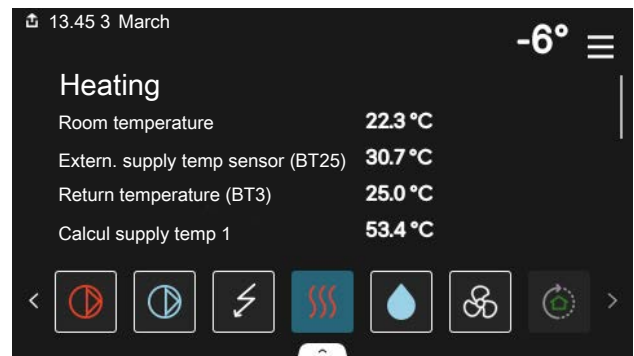 13.45 3 March
-6°
Heating
Room temperature 22.3 °C
Extern. supply temp sensor (BT25) 30.7 °C
Return temperature (BT3) 25.0 °C
Calcul supply temp 1 53.4 °C